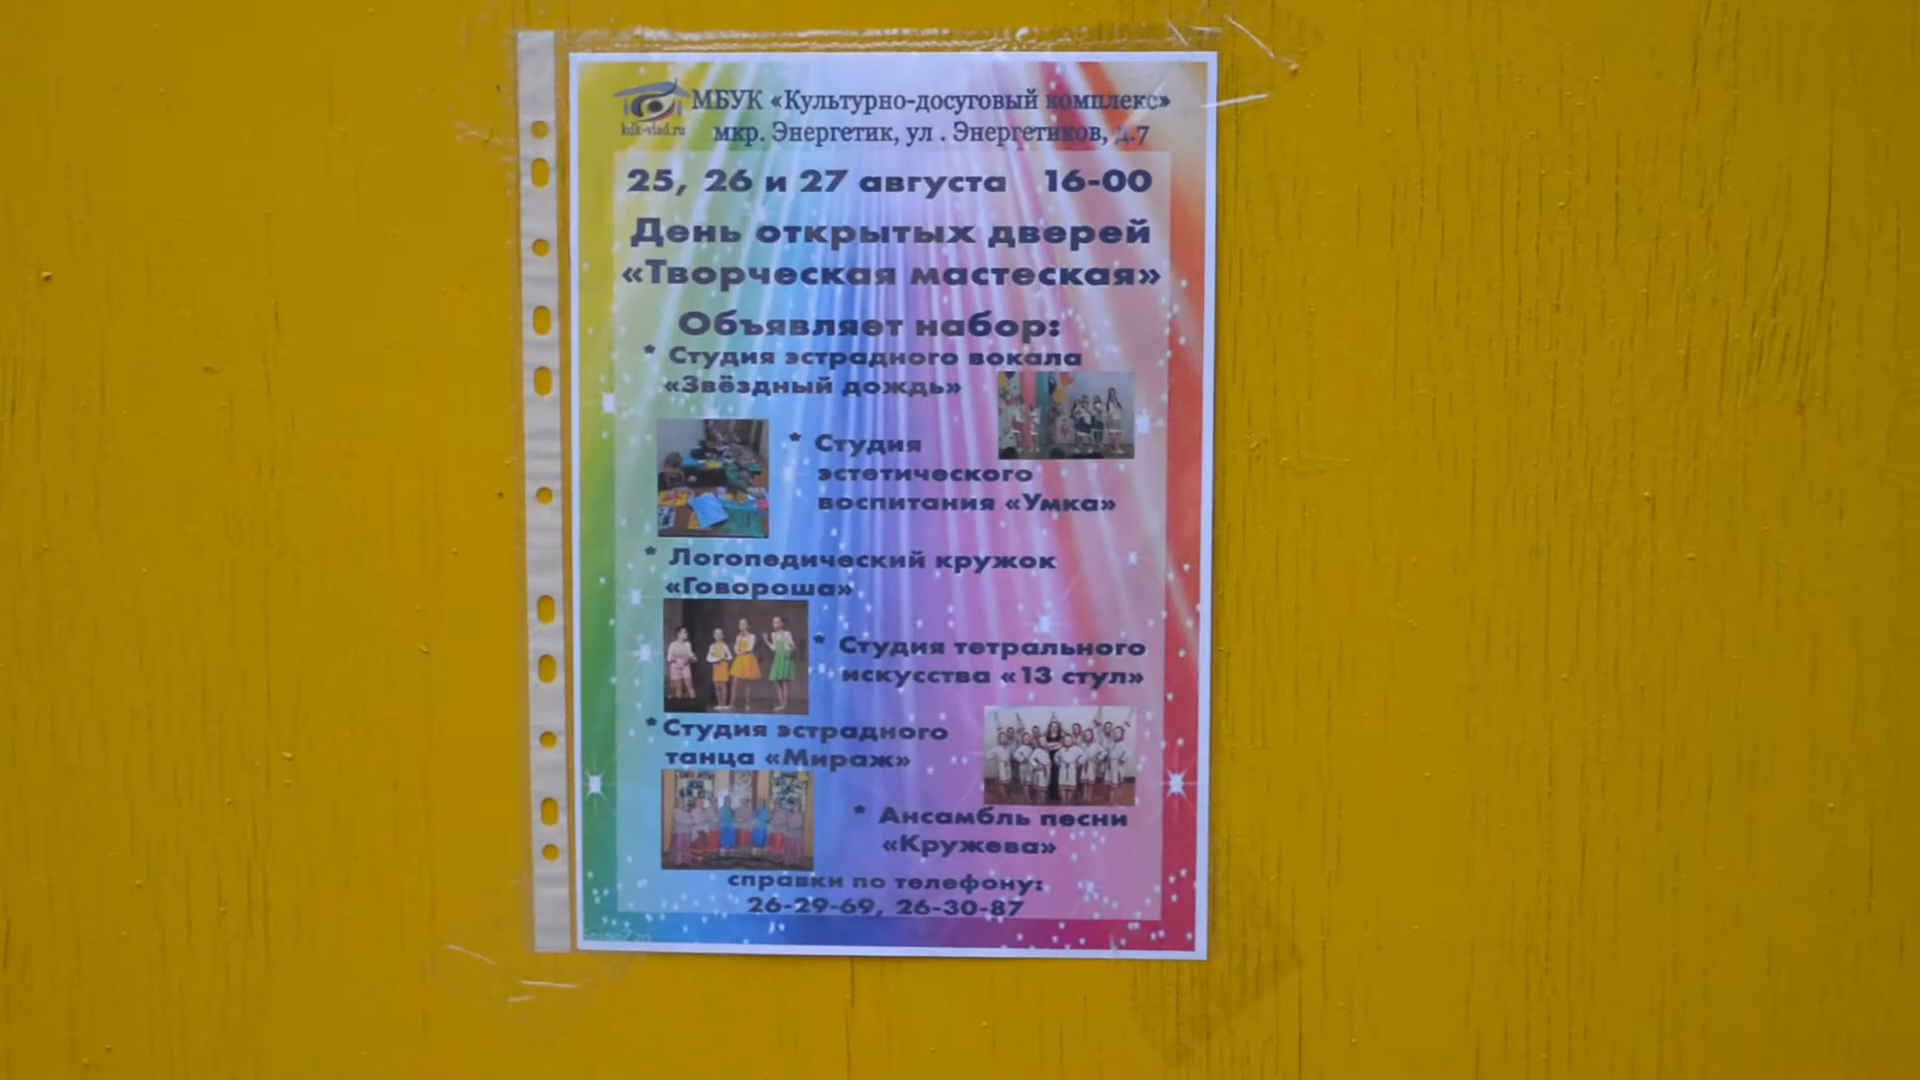 МБУК «Культурно-досуговый комплекс»
kdk-vlad.ru
мкр. Энергетик, ул . Энергетиков, д.7
25, 26 и 27 августа 16-00
День открытых дверей
«Творческая мастеская»
Объявляет набор:
* Студия эстрадного вокала
«Звёздный дождь»
* Студия
эстетического
воспитания «Умка»
* Логопедический кружок
«Говороша»
* Студия тетрального
искусства «13 стул»
* Студия эстрадного
танца «Мираж»
* Ансамбль песни
«Кружева»
справки по телефону:
26-29-69, 26-30-87